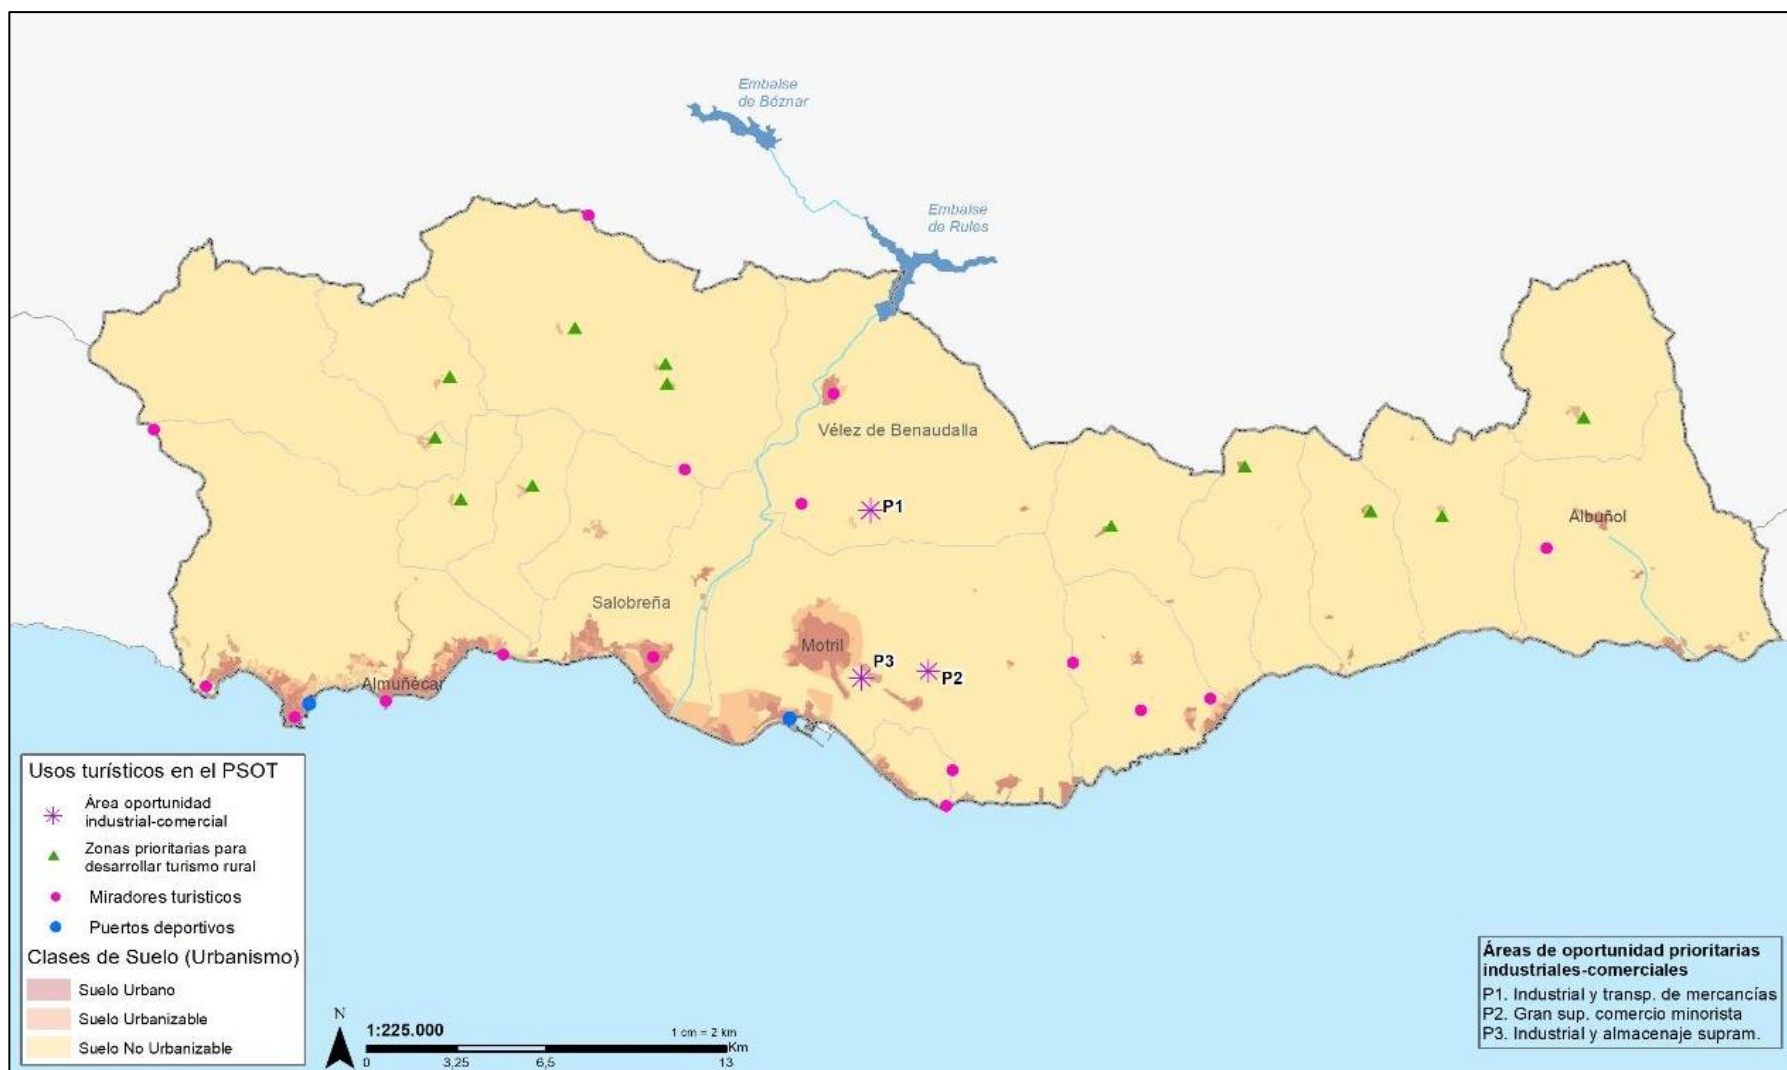 Embalse
de Béznar
Embalse
de Rules
Vélez de Benaudalla
P1
Albuñol
Salobreña
Motril
P3
P2
Almuñécar
Usos turísticos en el PSOT
Área oportunidad
industrial-comercial
Zonas prioritarias para
desarrollar turismo rural
Miradores turísticos
Puertos deportivos
Clases de Suelo (Urbanismo)
Suelo Urbano
Suelo Urbanizable
Suelo No Urbanizable
N
1:225.000
1 cm = 2 km
Km
0 3,25 6,5 13
Áreas de oportunidad prioritarias
industriales-comerciales
P1. Industrial y transp. de mercancías
P2. Gran sup. comercio minorista
P3. Industrial y almacenaje supram.